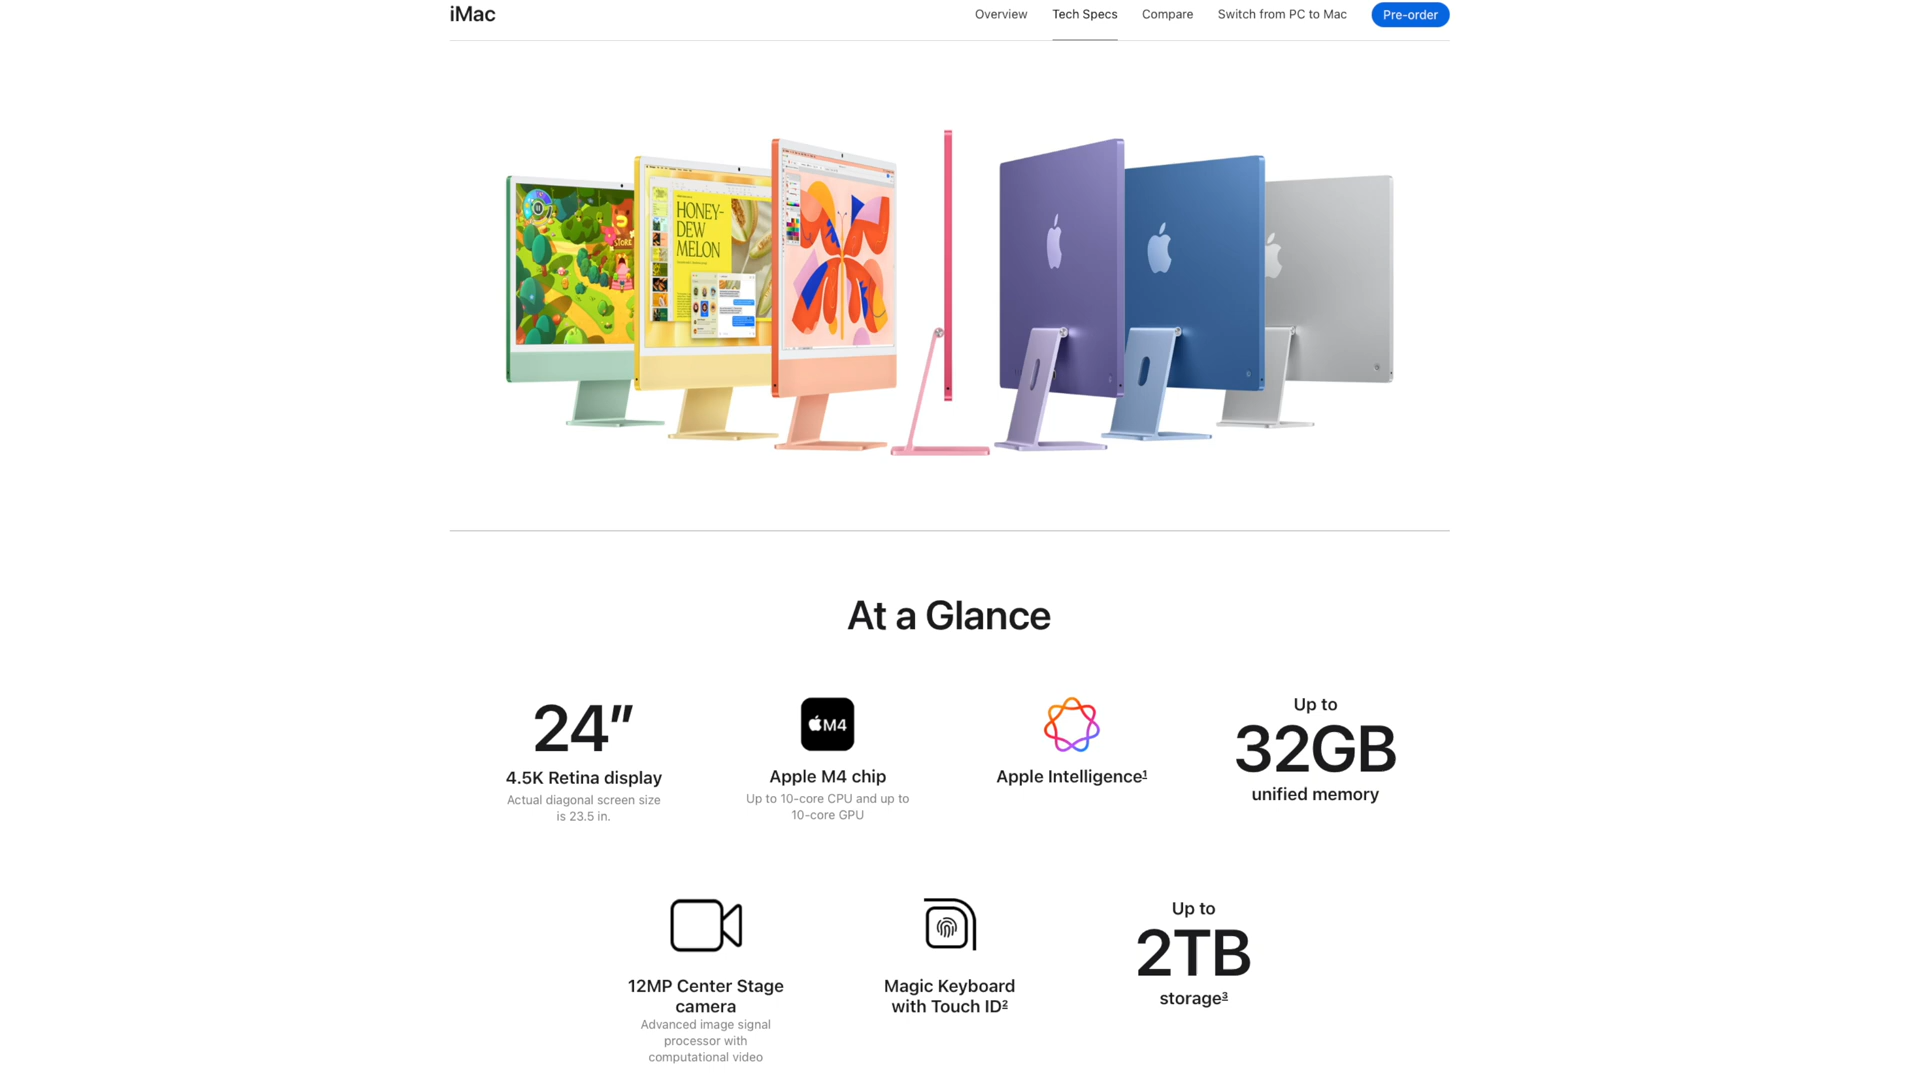 iMac
Overview
Tech Specs
Compare
Switch from PC to Mac
Pre-order
STORE
HONEY-
DEW
MELON
At a Glance
24″
4.5K Retina display
Actual diagonal screen size
is 23.5 in.
M4
Apple M4 chip
Up to 10-core CPU and up to
10-core GPU
Apple Intelligence1
Up to
32GB
unified memory
12MP Center Stage
camera
Advanced image signal
processor with
computational video
Magic Keyboard
with Touch ID2
Up to
2TB
storage3